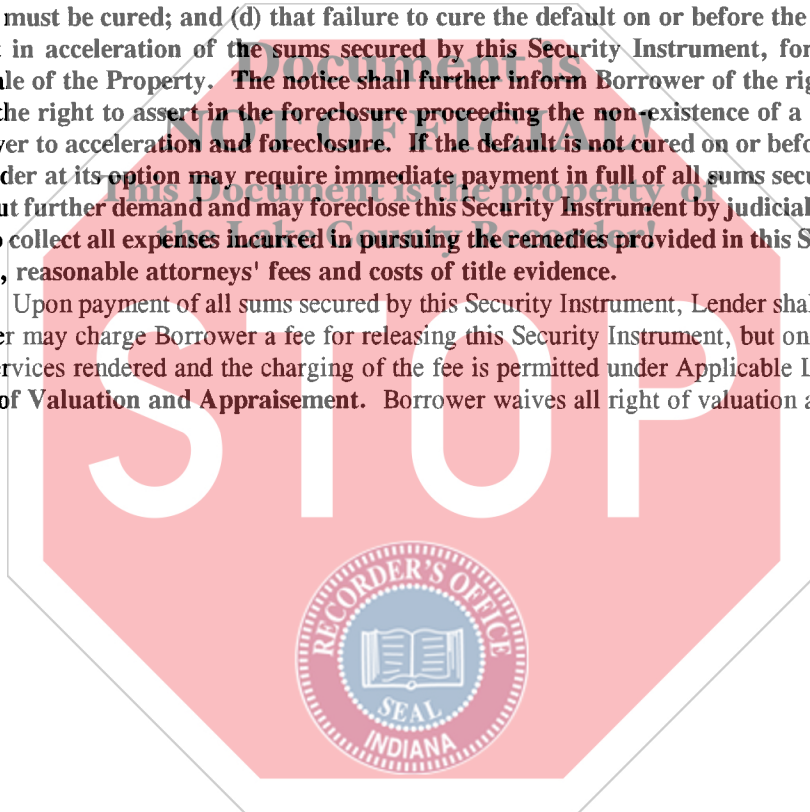 must be cured; and (d) that failure to cure the default on or before the
in acceleration of the sums secured by this Security Instrument, for
le of the Property. The notice shall further inform Borrower of the rig
the right to assert in the foreclosure proceeding the non-existence of a
ver to acceleration and foreclosure. If the default is not cured on or befo
der at its option may require immediate payment in full of all sums secu
ut further demand and may foreclose this Security Instrument by judicial
collect all expenses incurred in pursuing the remedies provided in this S
, reasonable attorneys' fees and costs of title evidence.
Upon payment of all sums secured by this Security Instrument, Lender shal
er may charge Borrower a fee for releasing this Security Instrument, but on
rvices rendered and the charging of the fee is permitted under Applicable L
of Valuation and Appraisement. Borrower waives all right of valuation a
Document is
NOT OFFICIAL!
This Document is the property of
the Lake County Recorder!
STOP
RECORDER'S OFFICE
SEAL
INDIANA